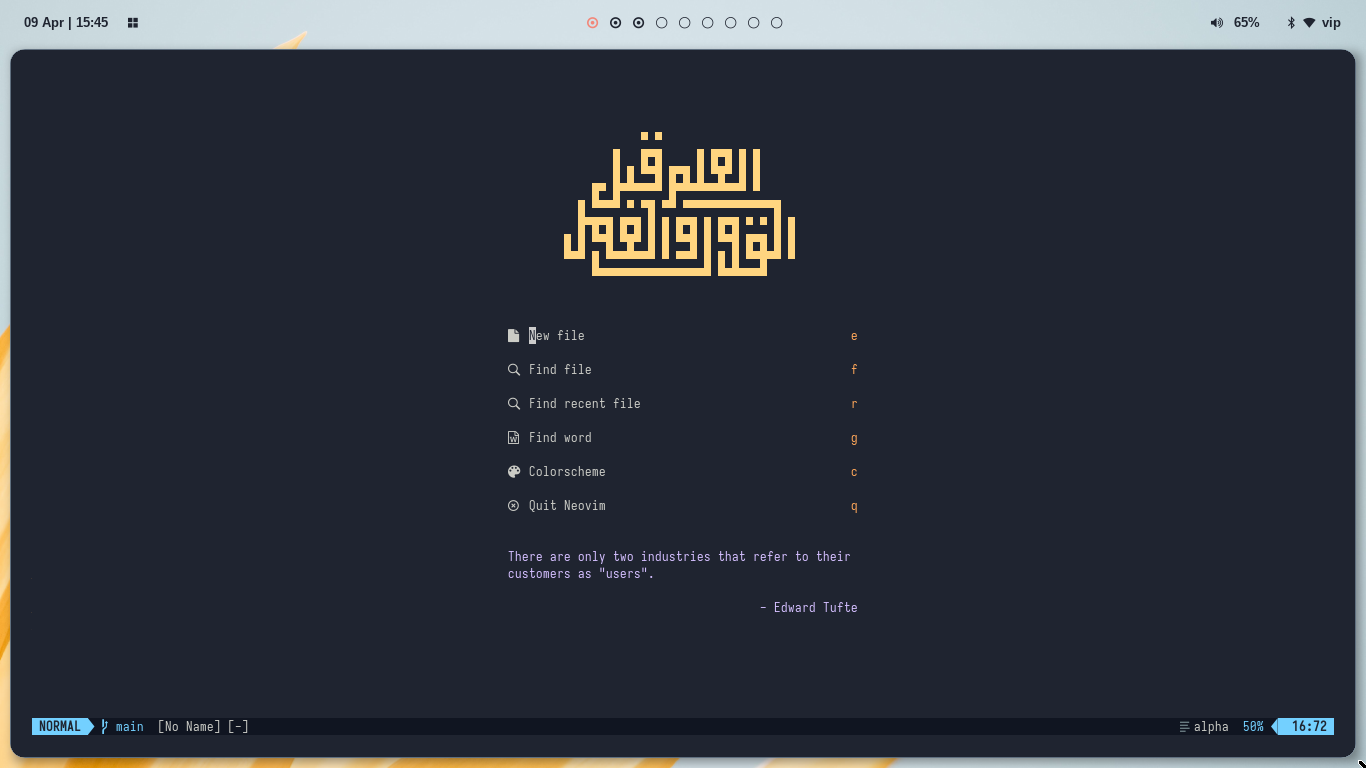 09 Apr | 15:45
65%
vip
العلم قبل
القول والعمل
New file e
Find file f
Find recent file r
Find word g
Colorscheme c
Quit Neovim q
There are only two industries that refer to their
customers as "users".
- Edward Tufte
NORMAL main [No Name] [-] alpha 50% 16:72